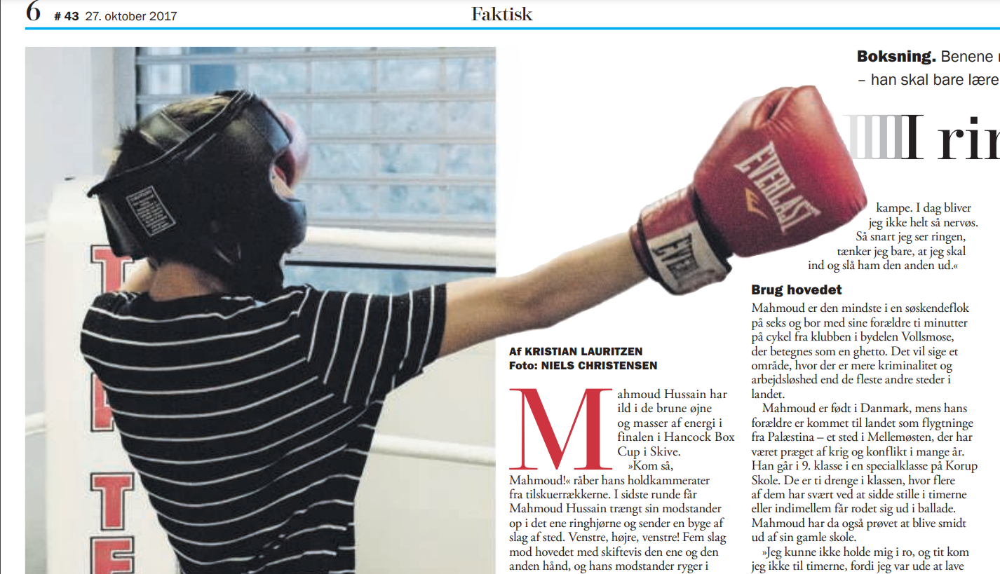 6 # 43 27. oktober 2017
Faktisk
Boksning. Benene
– han skal bare lære
I rin
EVERLAST
EVERL
T
T
T
E
kampe. I dag bliver
jeg ikke helt så nervøs.
Så snart jeg ser ringen,
tænker jeg bare, at jeg skal
ind og slå ham den anden ud.«
Af KRISTIAN LAURITZEN
Foto: NIELS CHRISTENSEN
Mahmoud Hussain har
ild i de brune øjne
og masser af energi i
finalen i Hancock Box
Cup i Skive.
»Kom så,
Mahmoud!« råber hans holdkammerater
fra tilskuerrækkerne. I sidste runde får
Mahmoud Hussain trængt sin modstander
op i det ene ringhjørne og sender en byge af
slag af sted. Venstre, højre, venstre! Fem slag
mod hovedet med skiftevis den ene og den
anden hånd, og hans modstander ryger i
Brug hovedet
Mahmoud er den mindste i en søskendeflok
på seks og bor med sine forældre ti minutter
på cykel fra klubben i bydelen Vollsmose,
der betegnes som en ghetto. Det vil sige et
område, hvor der er mere kriminalitet og
arbejdsløshed end de fleste andre steder i
landet.
Mahmoud er født i Danmark, mens hans
forældre er kommet til landet som flygtninge
fra Palæstina – et sted i Mellemøsten, der har
været præget af krig og konflikt i mange år.
Han går i 9. klasse i en specialklasse på Korup
Skole. De er ti drenge i klassen, hvor flere
af dem har svært ved at sidde stille i timerne
eller indimellem får rodet sig ud i ballade.
Mahmoud har da også prøvet at blive smidt
ud af sin gamle skole.
»Jeg kunne ikke holde mig i ro, og tit kom
jeg ikke til timerne, fordi jeg var ude at lave